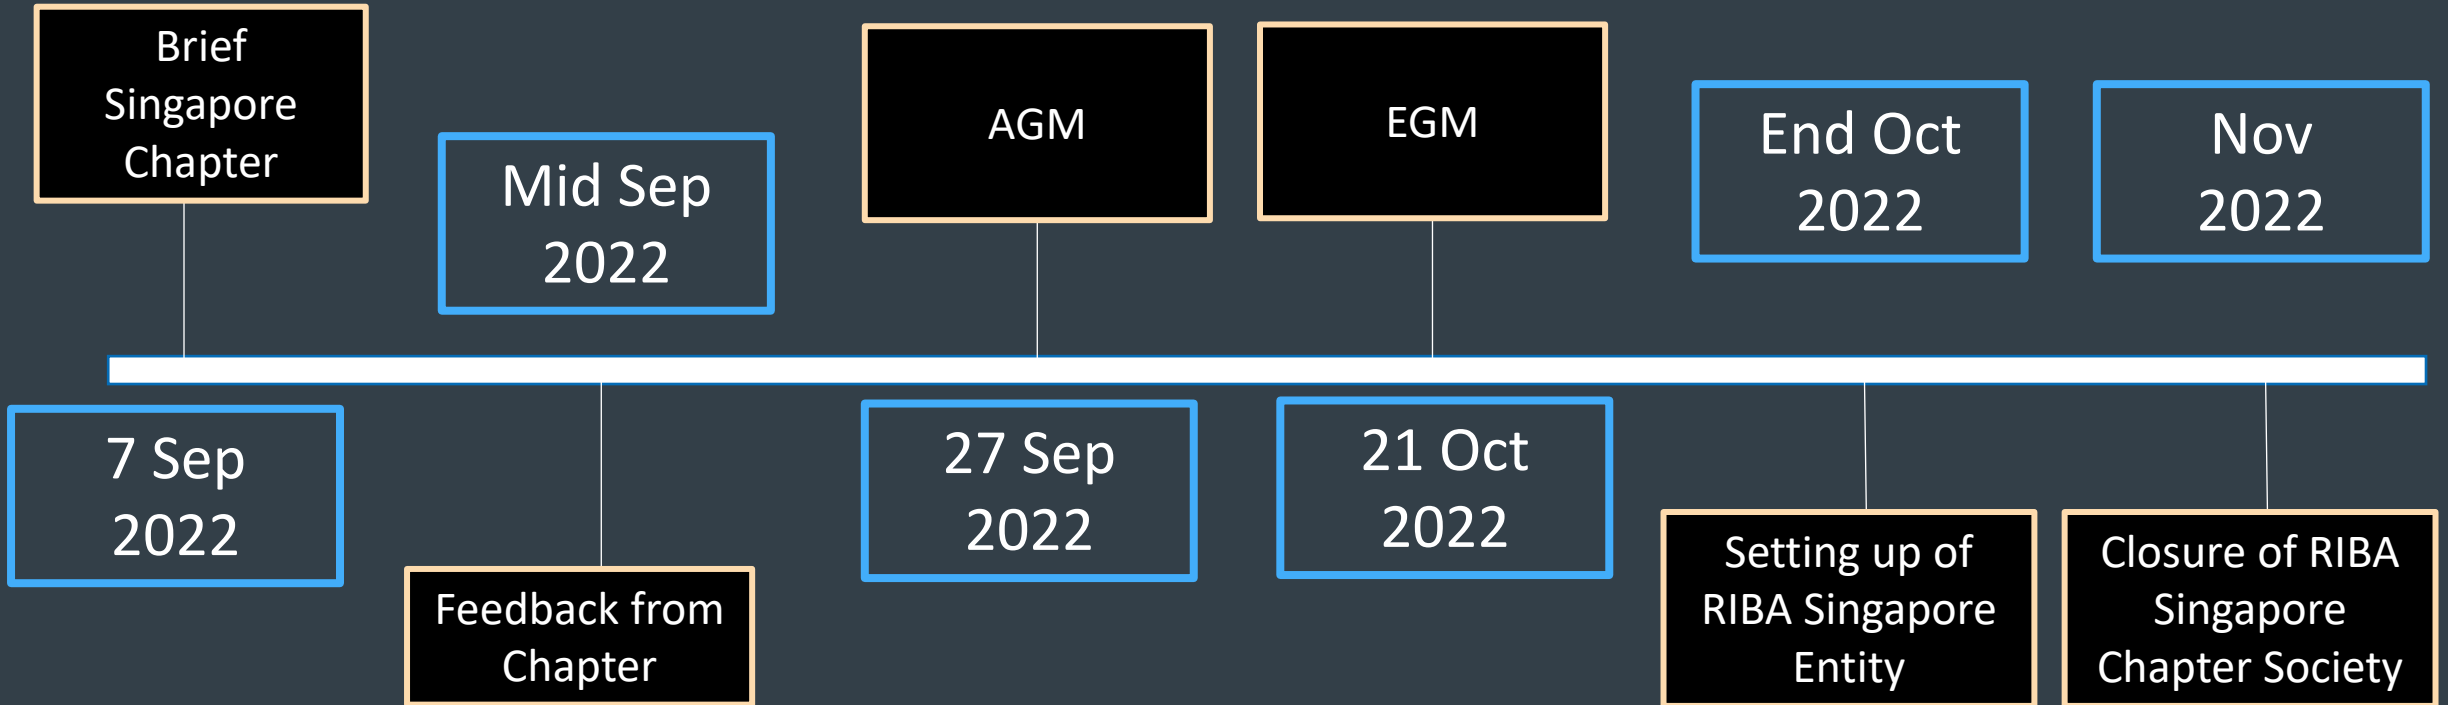 Brief
Singapore
Chapter
7 Sep
2022
Mid Sep
2022
Feedback from
Chapter
AGM
27 Sep
2022
EGM
21 Oct
2022
End Oct
2022
Setting up of
RIBA Singapore
Entity
Nov
2022
Closure of RIBA
Singapore
Chapter Society